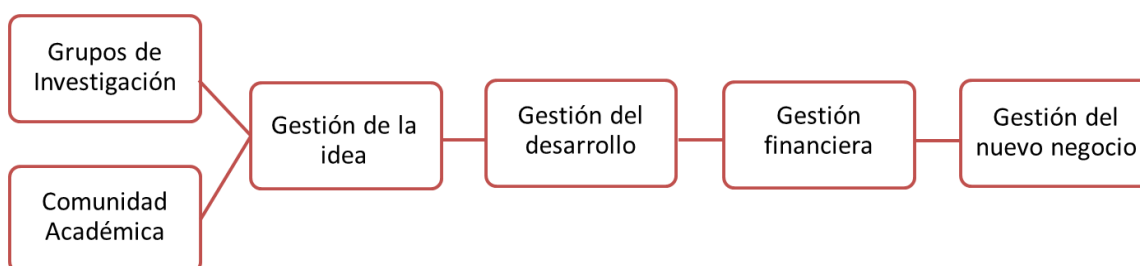 Grupos de
Investigación
Comunidad
Académica
Gestión de la
idea
Gestión del
desarrollo
Gestión
financiera
Gestión del
nuevo negocio